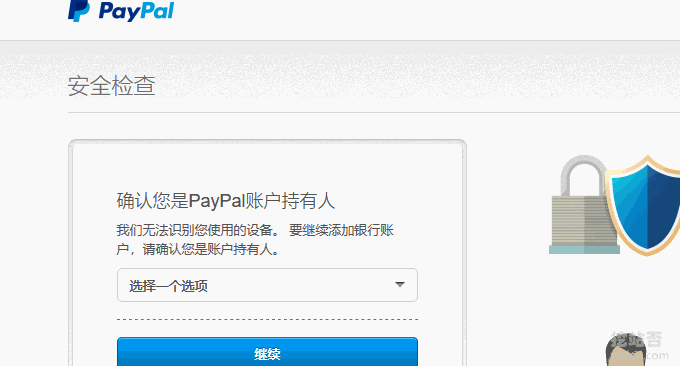 PayPal
安全检查
确认您是PayPal账户持有人
我们无法识别您使用的设备。 要继续添加银行账
户，请确认您是账户持有人。
选择一个选项
继续